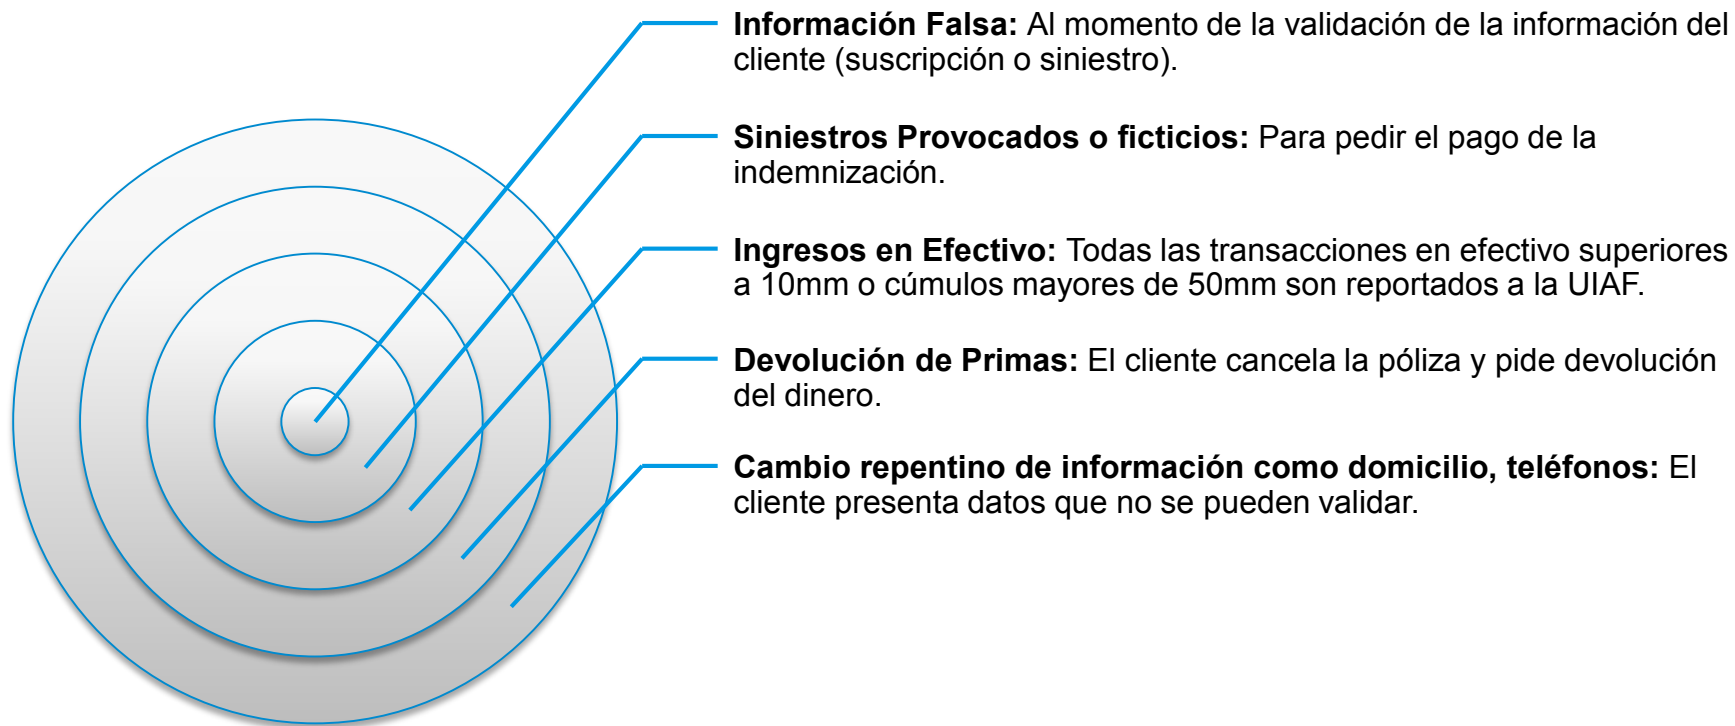 Información Falsa: Al momento de la validación de la información del
cliente (suscripción o siniestro).
Siniestros Provocados o ficticios: Para pedir el pago de la
indemnización.
Ingresos en Efectivo: Todas las transacciones en efectivo superiores
a 10mm o cúmulos mayores de 50mm son reportados a la UIAF.
Devolución de Primas: El cliente cancela la póliza y pide devolución
del dinero.
Cambio repentino de información como domicilio, teléfonos: El
cliente presenta datos que no se pueden validar.